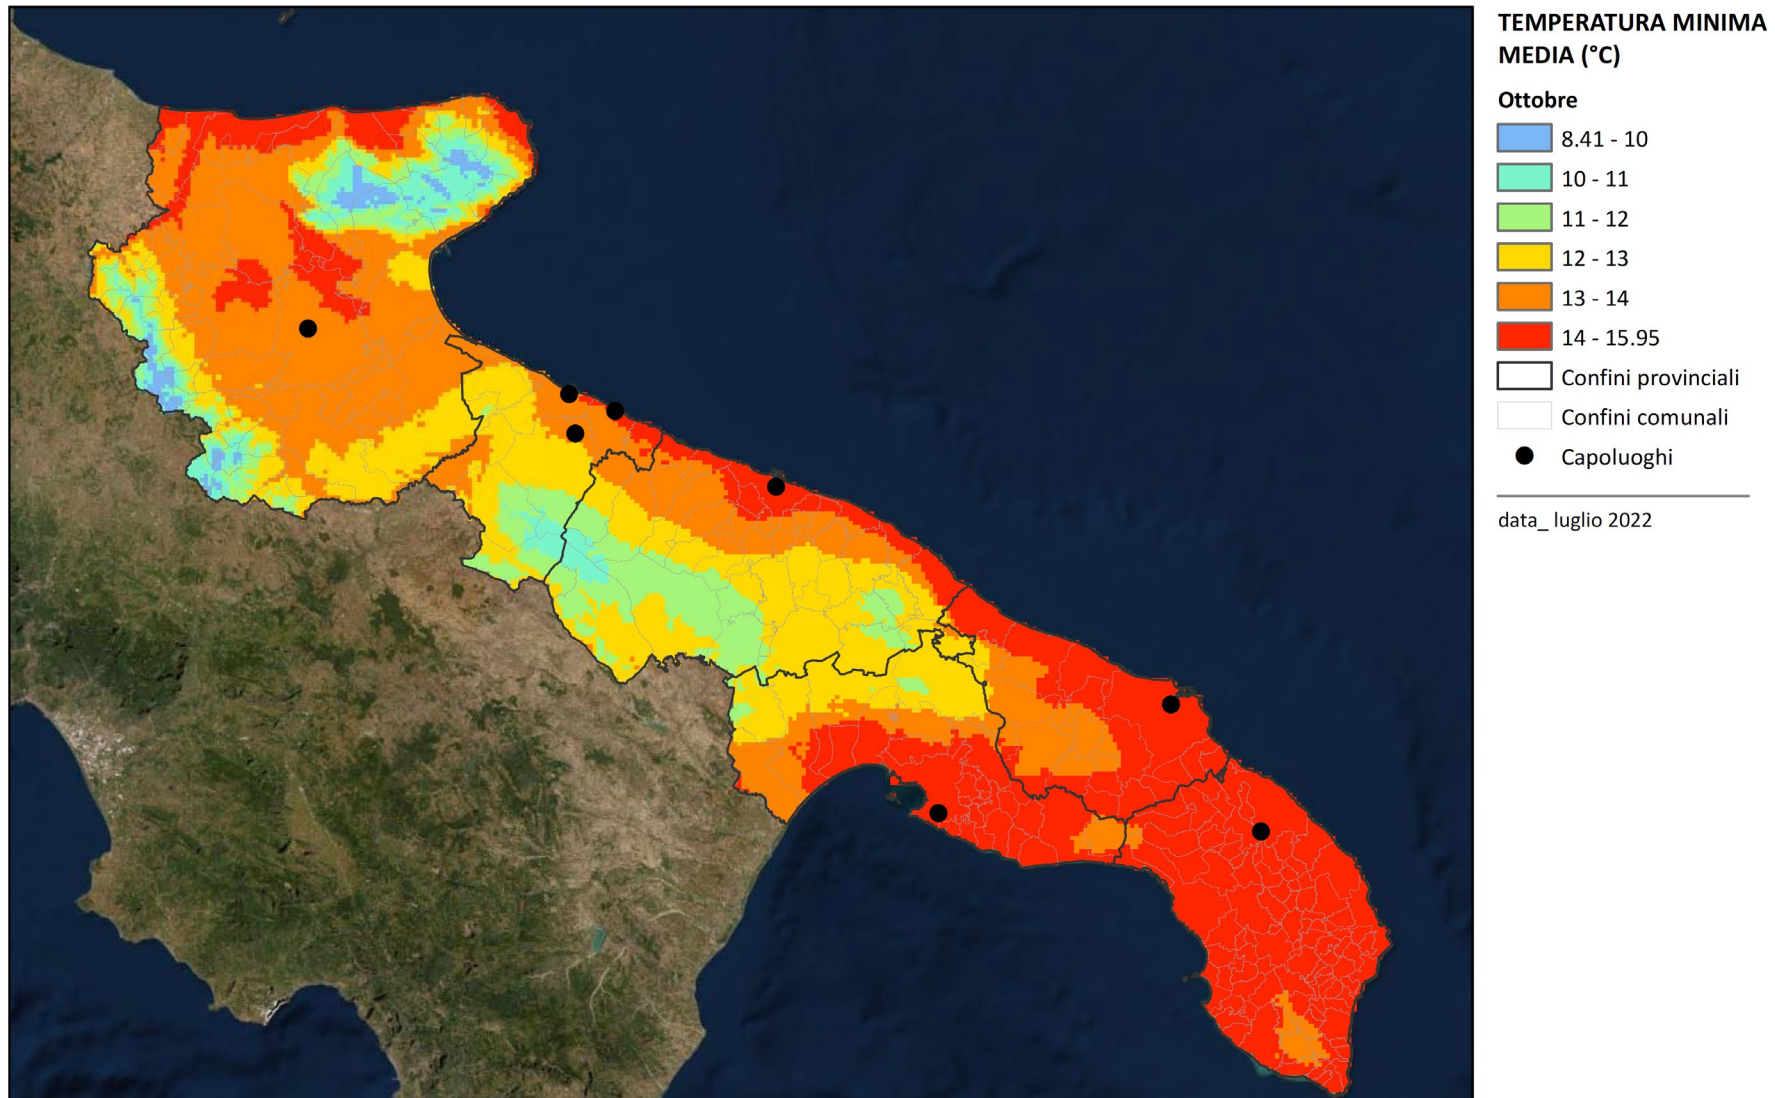 TEMPERATURA MINIMA
MEDIA (°C)
Ottobre
8.41 - 10
10 - 11
11 - 12
12 - 13
13 - 14
14 - 15.95
Confini provinciali
Confini comunali
Capoluoghi
data_ luglio 2022